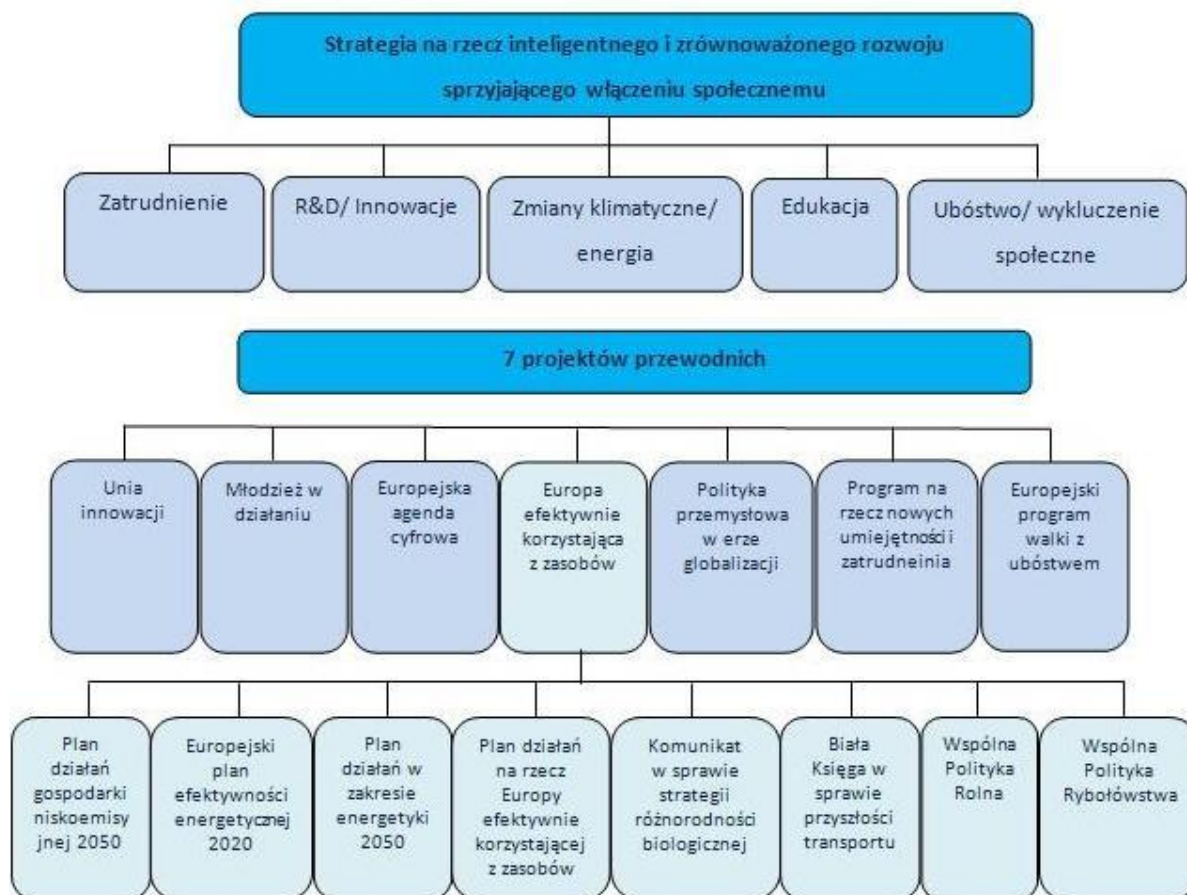 Strategia na rzecz inteligentnego i zrównoważonego rozwoju
sprzyjającego włączeniu społecznemu
Zatrudnienie
R&D/ Innowacje
Zmiany klimatyczne/
energia
Edukacja
Ubóstwo/ wykluczenie
społeczne
7 projektów przewodnich
Unia
innowacji
Młodzież w
działaniu
Europejska
agenda
cyfrowa
Europa
efektywnie
korzystająca
z zasobów
Polityka
przemysłowa
w erze
globalizacji
Program na
rzecz nowych
umiejętności i
zatrudneinia
Europejski
program
walki z
ubóstwem
Plan
działań
gospodarki
niskoemisy
jnej 2050
Europejski
plan
efektywności
energetycznej
2020
Plan
działań w
zakresie
energetyki
2050
Plan działań
na rzecz
Europy
efektywnie
korzystającej
z zasobów
Komunikat
w sprawie
strategii
różnorodności
biologicznej
Biała
Księga w
sprawie
przyszłości
transportu
Wspólna
Polityka
Rolna
Wspólna
Polityka
Rybołówstwa